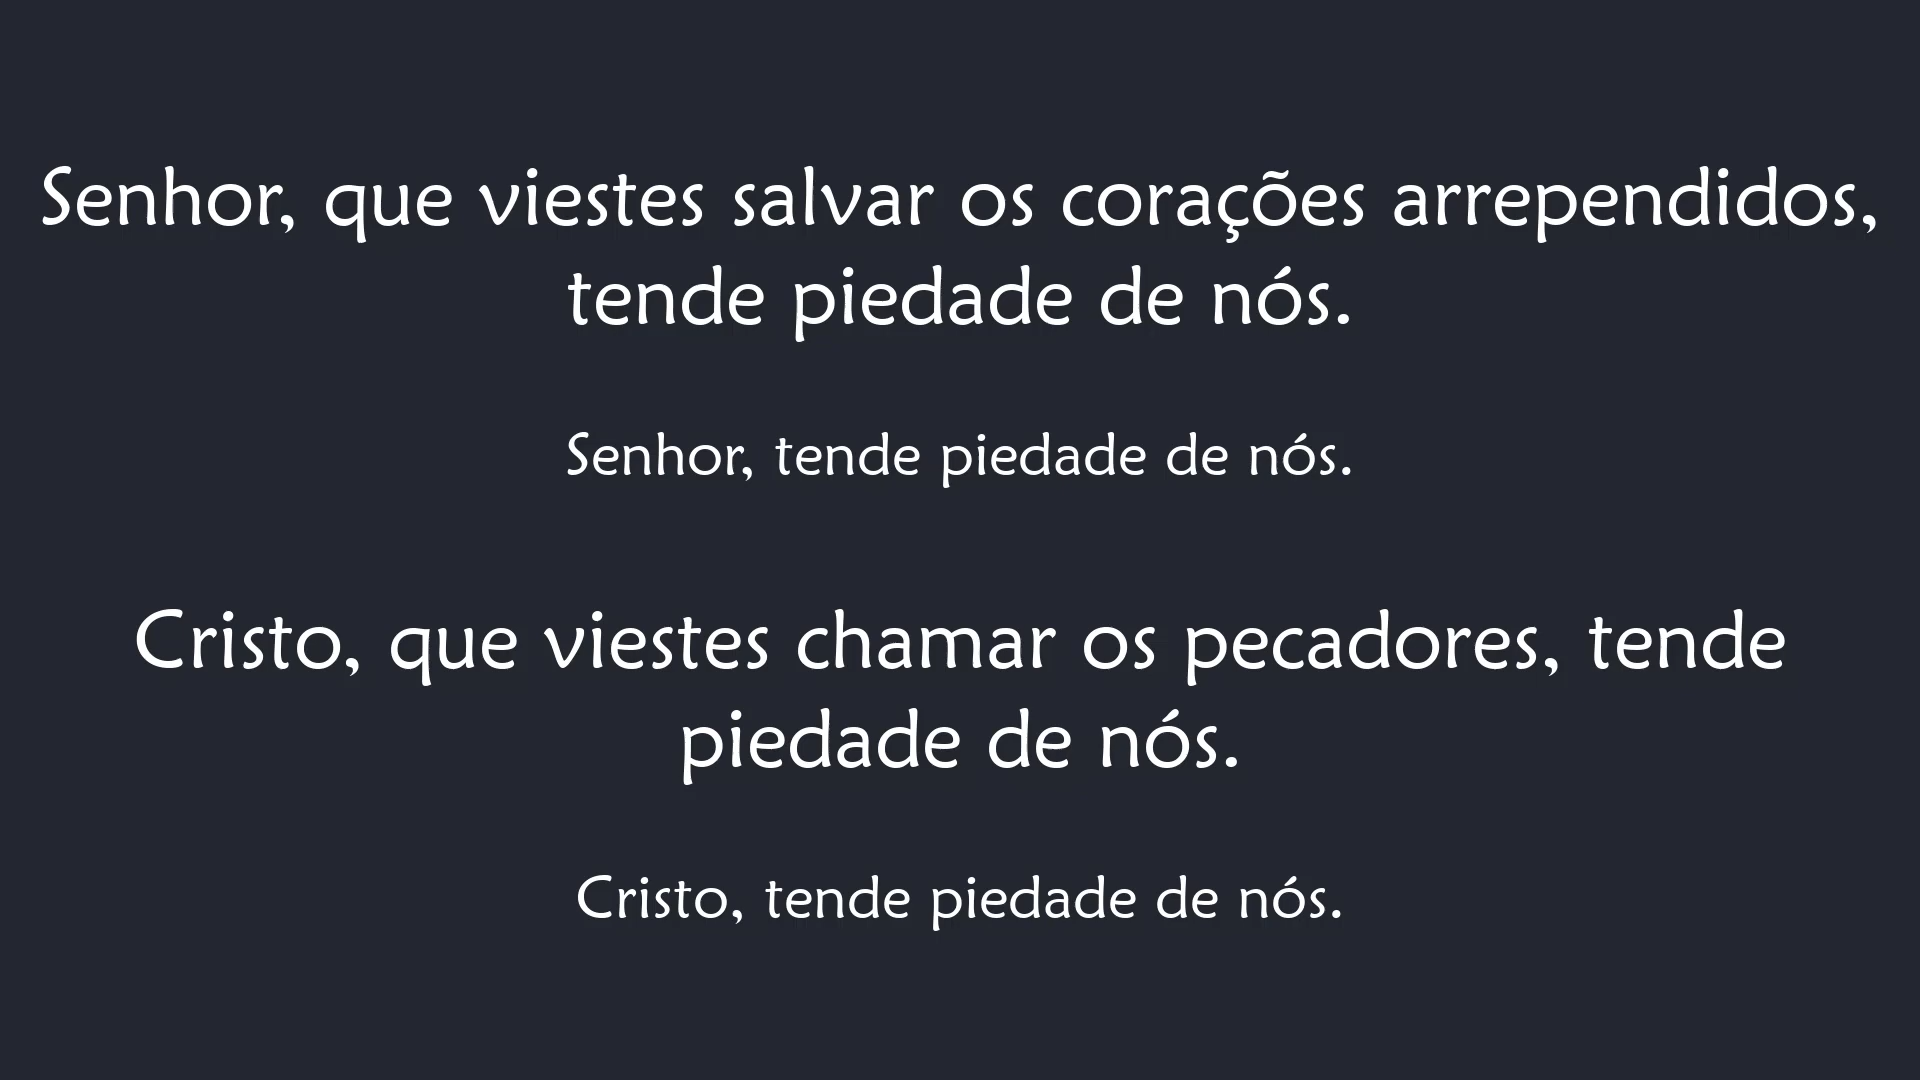 Senhor, que viestes salvar os corações arrependidos,
tende piedade de nós.
Senhor, tende piedade de nós.
Cristo, que viestes chamar os pecadores, tende
piedade de nós.
Cristo, tende piedade de nós.